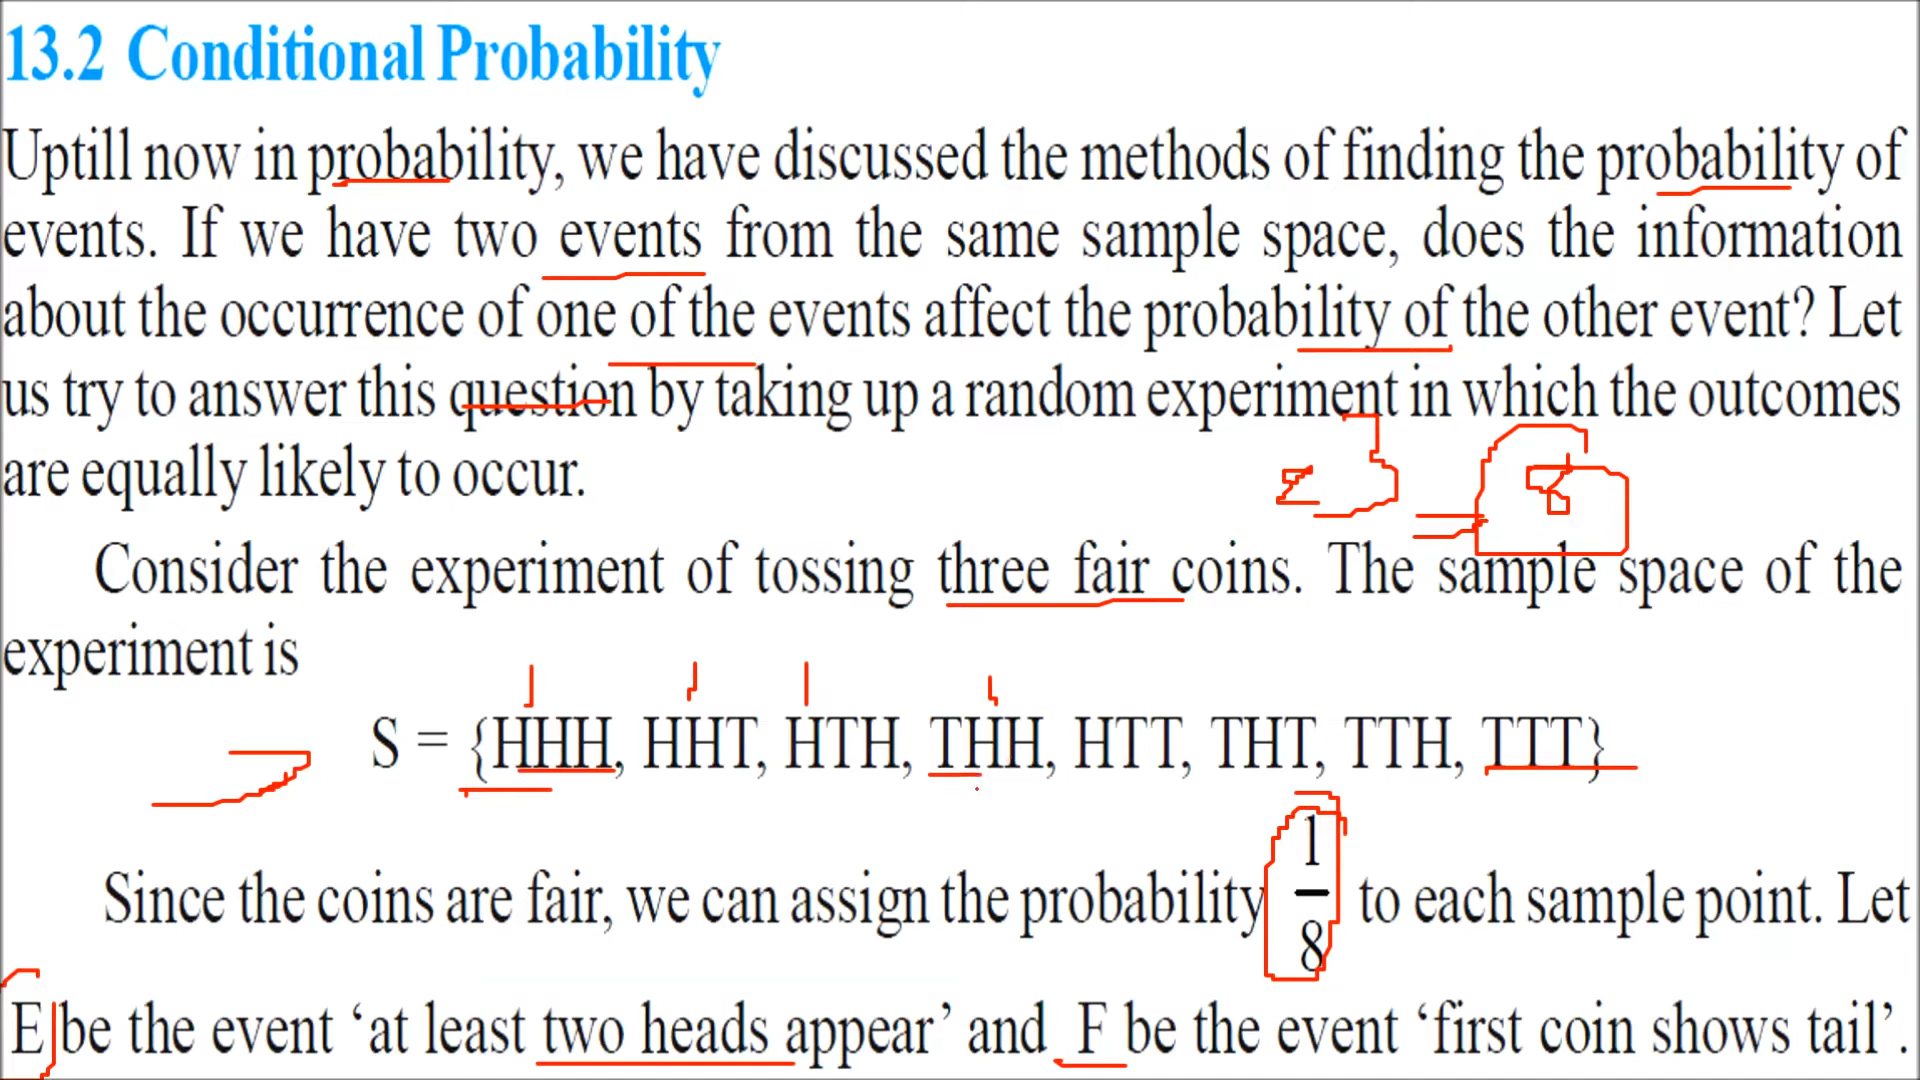 13.2 Conditional Probability
Uptill now in probability, we have discussed the methods of finding the probability of
events. If we have two events from the same sample space, does the information
about the occurrence of one of the events affect the probability of the other event? Let
us try to answer this question by taking up a random experiment in which the outcomes
are equally likely to occur.
2 3 = 8
Consider the experiment of tossing three fair coins. The sample space of the
experiment is
S = {HHH, HHT, HTH, THH, HTT, THT, TTH, TTT}
Since the coins are fair, we can assign the probability 1/8 to each sample point. Let
E be the event ‘at least two heads appear’ and F be the event ‘first coin shows tail’.